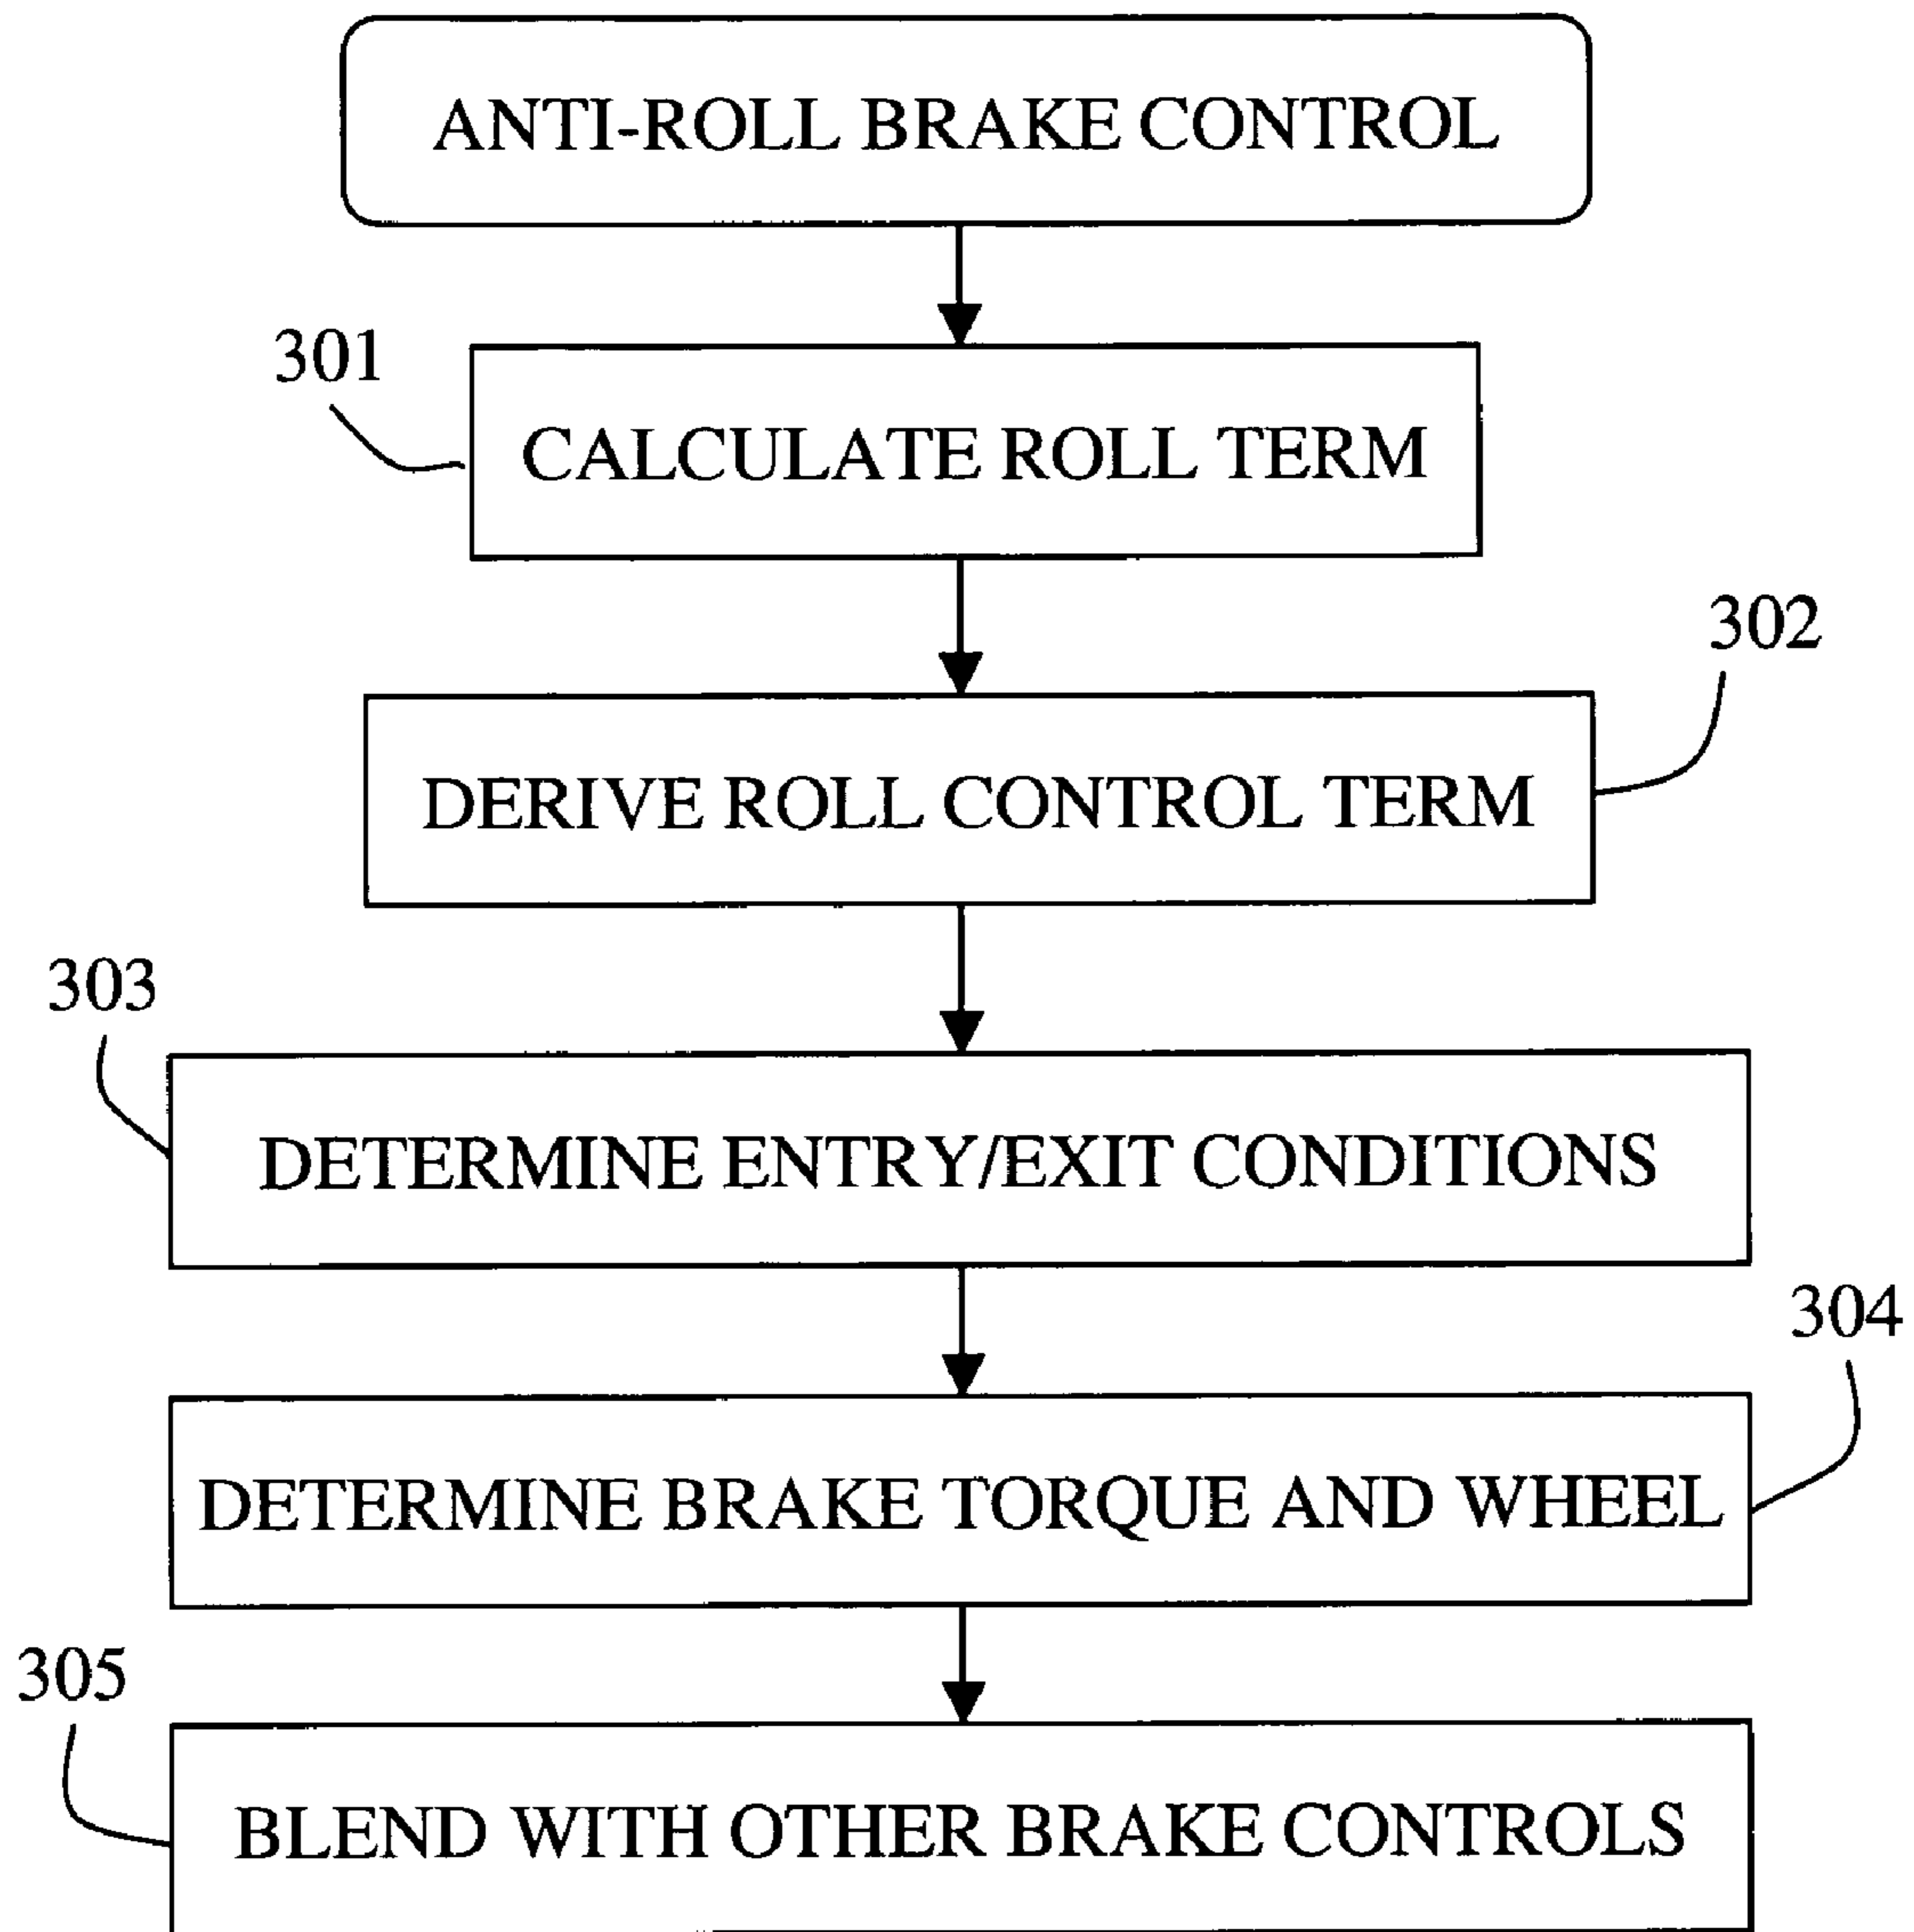 ANTI-ROLL BRAKE CONTROL
301
CALCULATE ROLL TERM
302
DERIVE ROLL CONTROL TERM
303
DETERMINE ENTRY/EXIT CONDITIONS
304
DETERMINE BRAKE TORQUE AND WHEEL
305
BLEND WITH OTHER BRAKE CONTROLS